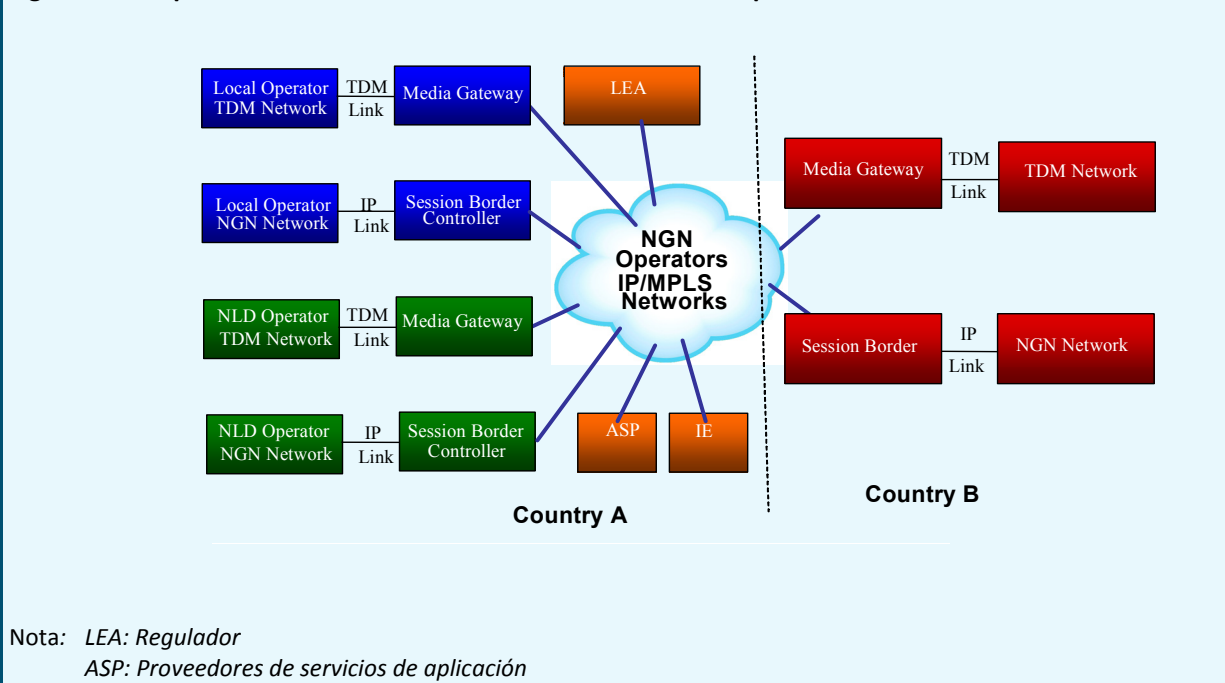 Local Operator
TDM Network
TDM
Link
Media Gateway
LEA
Local Operator
NGN Network
IP
Link
Session Border
Controller
NLD Operator
TDM Network
TDM
Link
Media Gateway
NLD Operator
NGN Network
IP
Link
Session Border
Controller
NGN
Operators
IP/MPLS
Networks
ASP
IE
Country A
Media Gateway
TDM
Link
TDM Network
Session Border
IP
Link
NGN Network
Country B
Nota: LEA: Regulador
ASP: Proveedores de servicios de aplicación